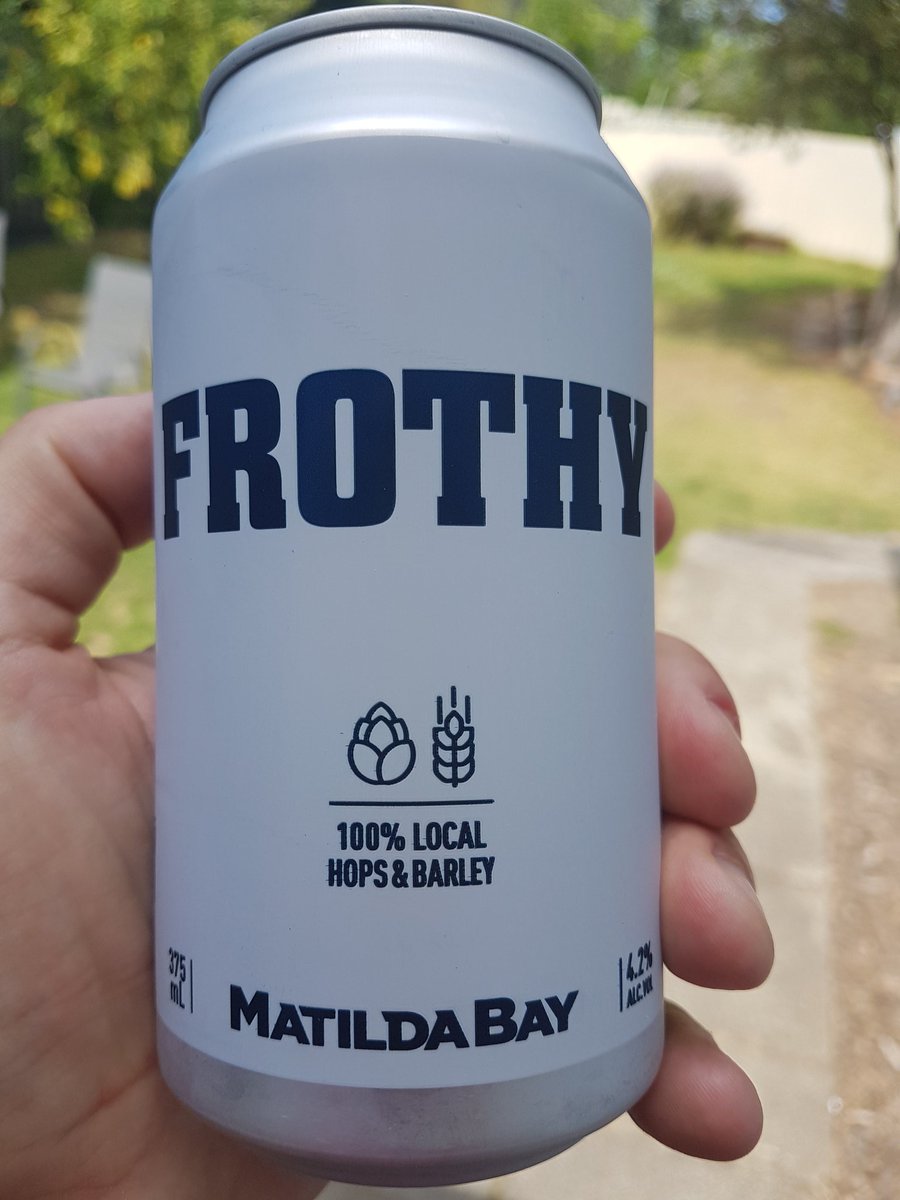 FROTHY
100% LOCAL
HOPS & BARLEY
375
mL
MATILDA BAY
4.2%
ALC.VOL